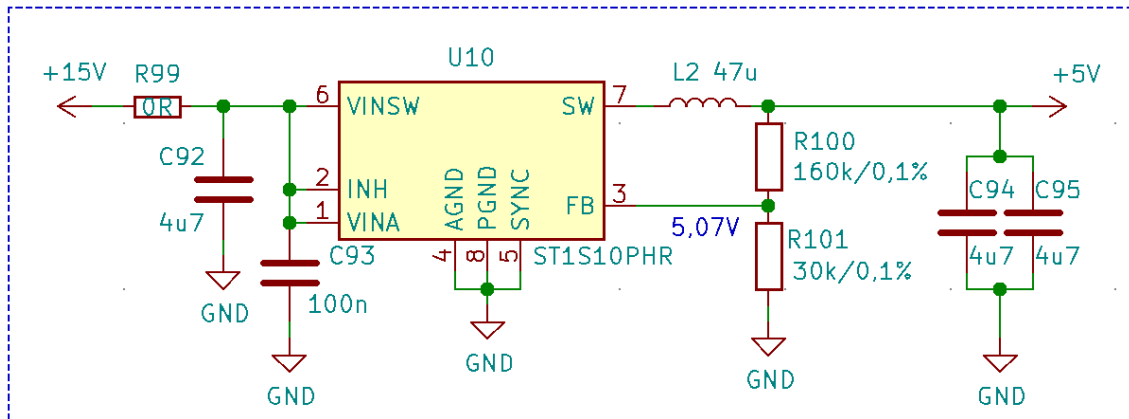 U10
+15V
R99
0R
L2 47u
+5V
6
VINSW
SW
7
C92
4u7
2
INH
1
VINA
AGND
PGND
SYNC
FB
3
R100
160k/0,1%
5,07V
R101
30k/0,1%
C94
C95
4u7
4u7
4
8
5
ST1S10PHR
C93
100n
GND
GND
GND
GND
GND